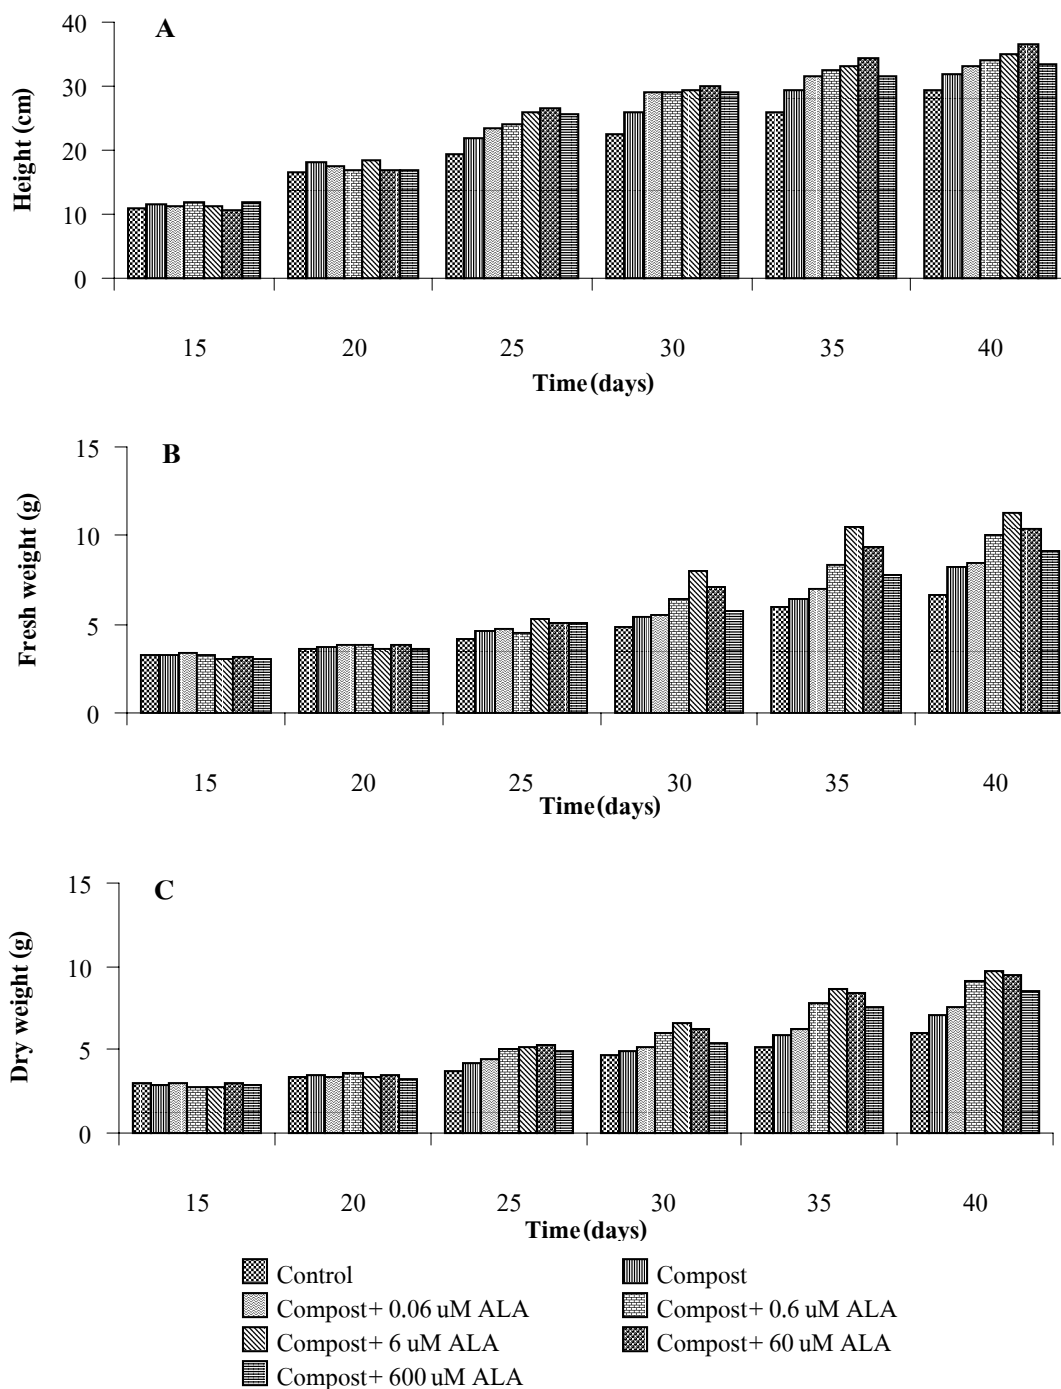 A
40
30
20
10
0
Height (cm)
15 20 25 30 35 40
Time (days)
B
15
10
5
0
Fresh weight (g)
15 20 25 30 35 40
Time (days)
C
15
10
5
0
Dry weight (g)
15 20 25 30 35 40
Time (days)
Control Compost
Compost+ 0.06 uM ALA Compost+ 0.6 uM ALA
Compost+ 6 uM ALA Compost+ 60 uM ALA
Compost+ 600 uM ALA